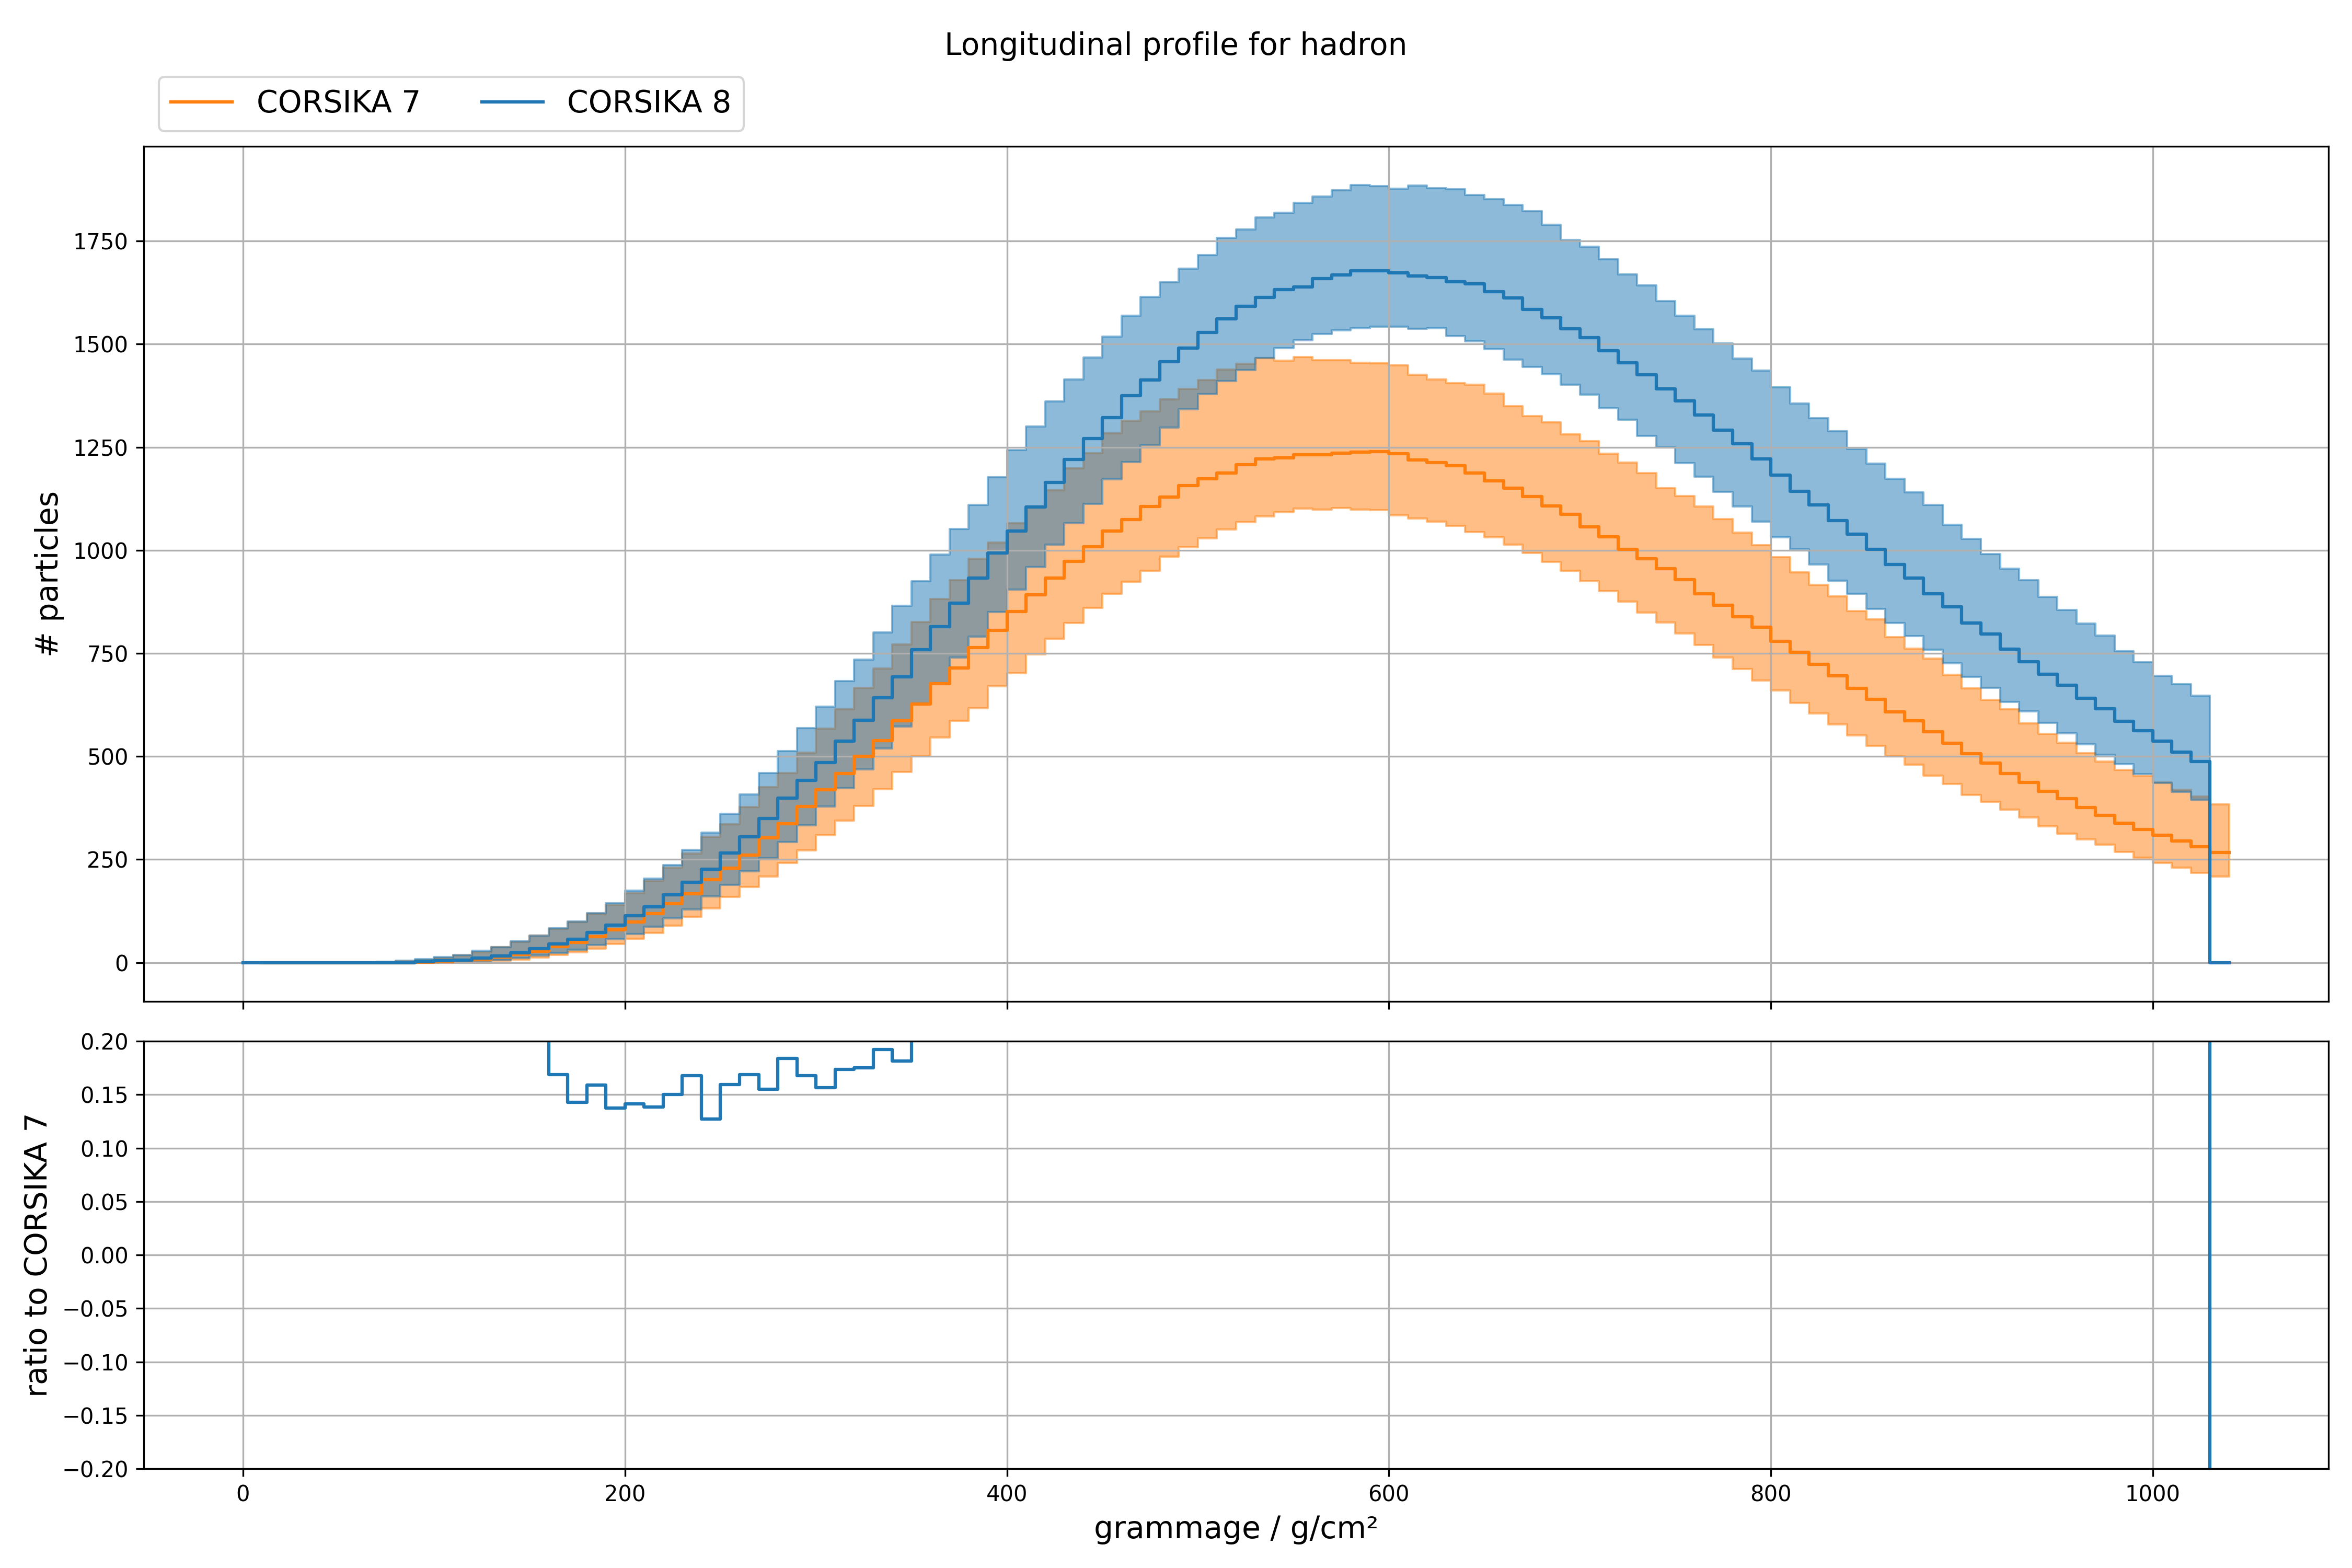 Longitudinal profile for hadron
CORSIKA 7 CORSIKA 8
# particles
1750
1500
1250
1000
750
500
250
0
ratio to CORSIKA 7
0.20
0.15
0.10
0.05
0.00
−0.05
−0.10
−0.15
−0.20
0 200 400 600 800 1000
grammage / g/cm²